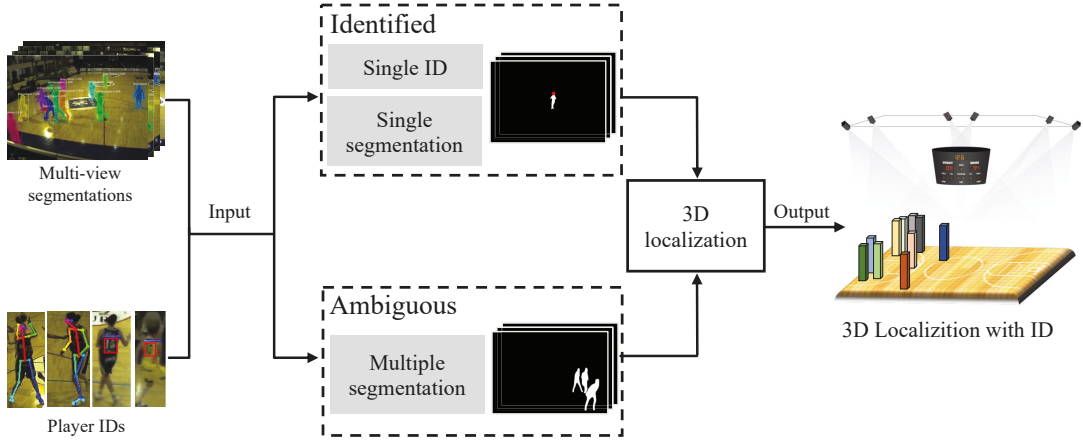 Multi-view
segmentations
Player IDs
Input
Identified
Single ID
Single
segmentation
Ambiguous
Multiple
segmentation
3D
localization
Output
3D Localizition with ID